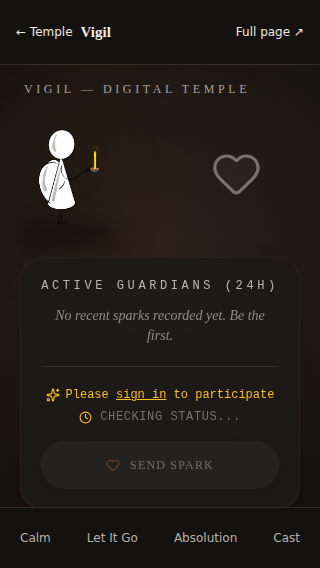 ← Temple Vigil Full page ↗
VIGIL — DIGITAL TEMPLE
ACTIVE GUARDIANS (24H)
No recent sparks recorded yet. Be the
first.
Please sign in to participate
CHECKING STATUS...
SEND SPARK
Calm Let It Go Absolution Cast